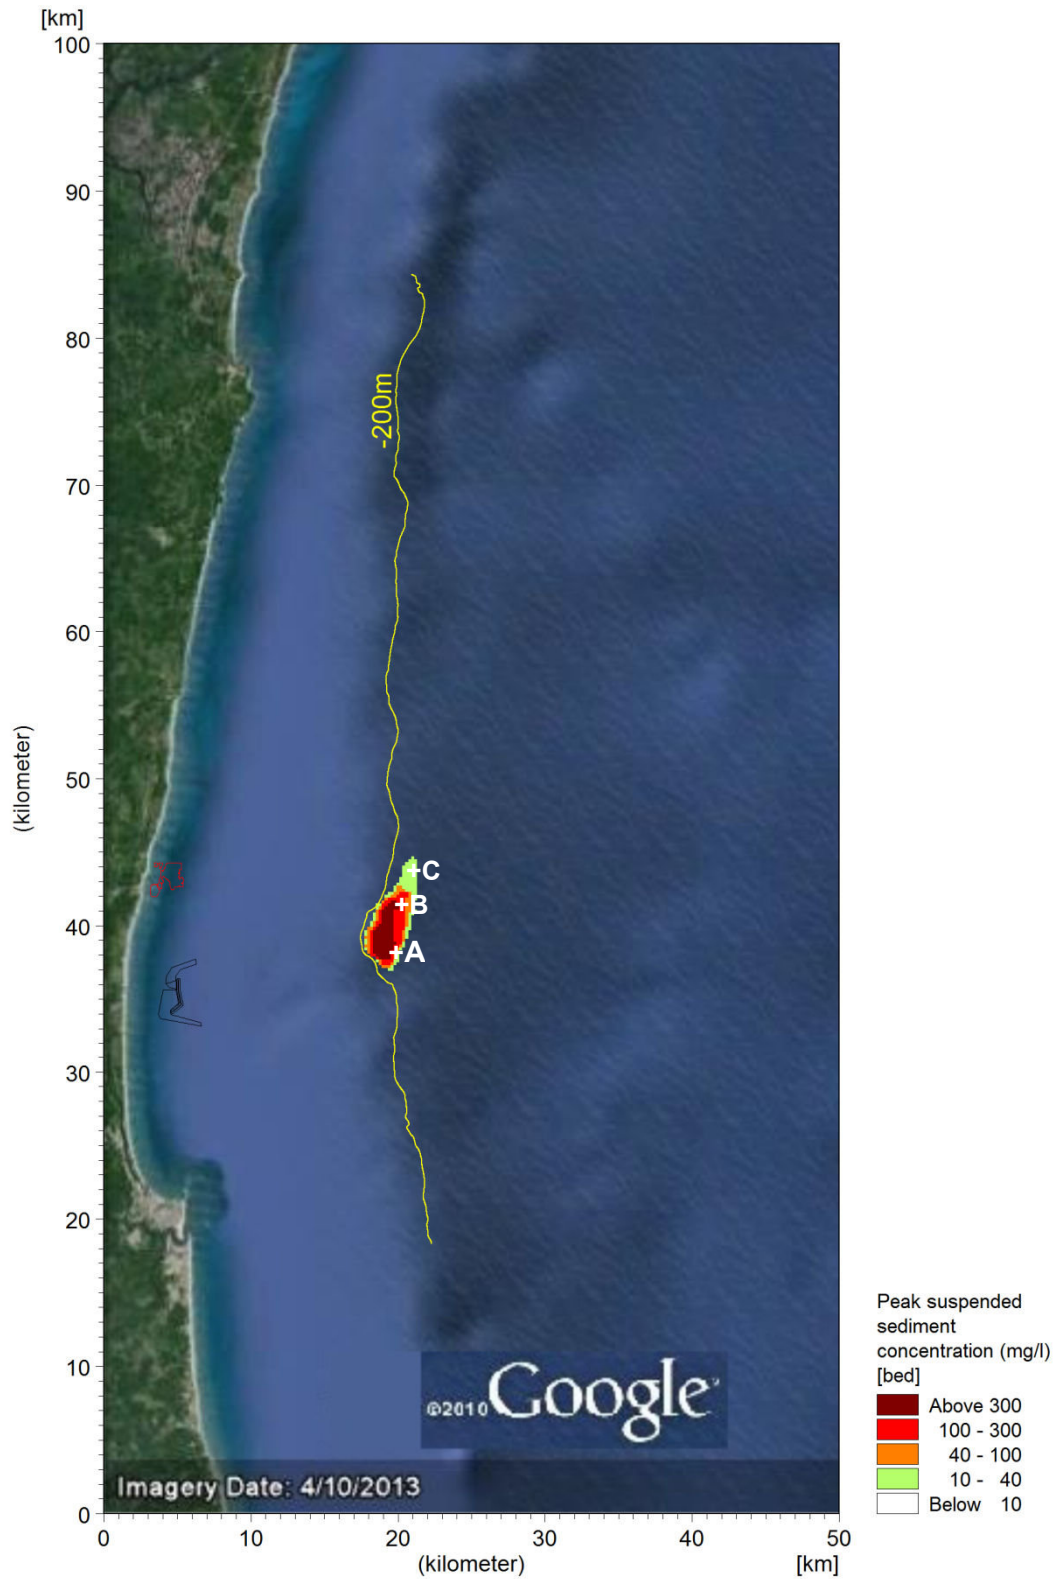 [km]
100
90
80
-200m
70
60
(kilometer)
50
C
B
40
A
30
20
10
©2010 Google
Imagery Date: 4/10/2013
0
0 10 20 30 40 50
(kilometer) [km]
Peak suspended
sediment
concentration (mg/l)
[bed]
Above 300
100 - 300
40 - 100
10 - 40
Below 10